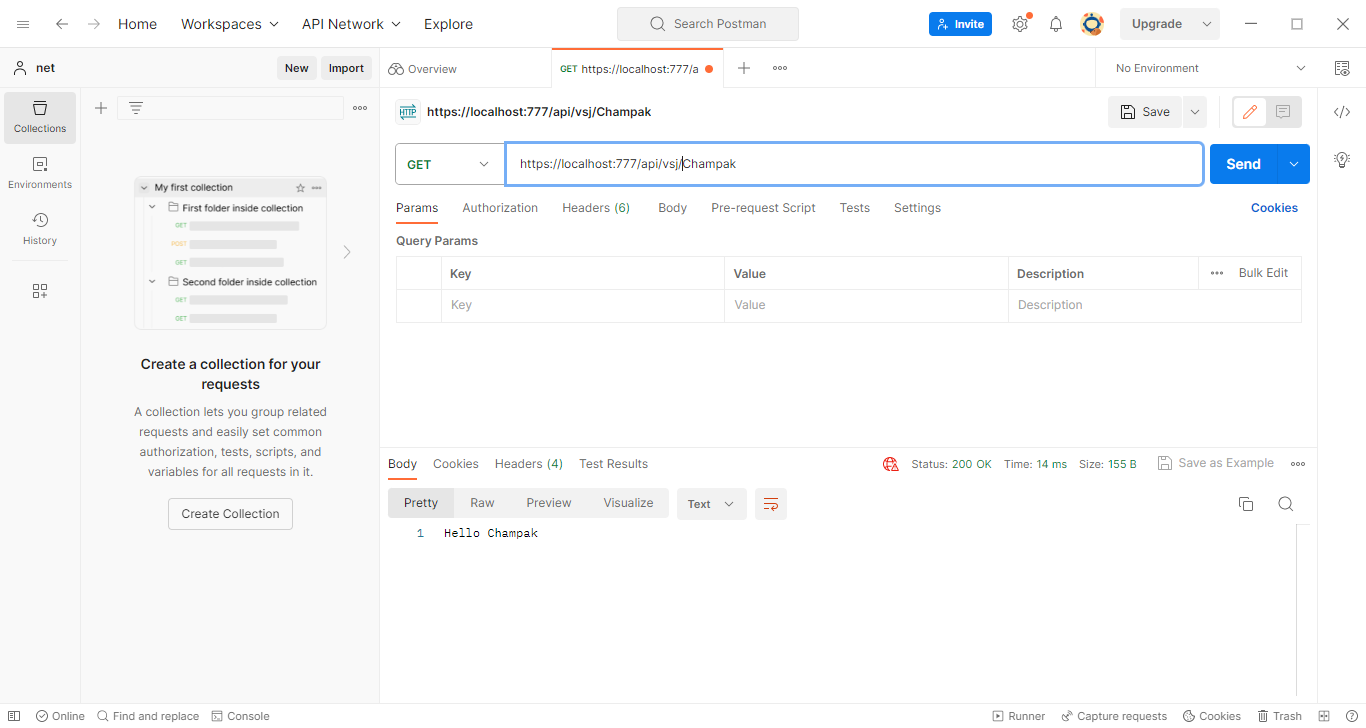 Home Workspaces API Network Explore Search Postman Invite Upgrade
net New Import Overview GET https://localhost:777/a No Environment
Collections
Environments
History
My first collection
First folder inside collection
GET
POST
GET
Second folder inside collection
GET
GET
Create a collection for your
requests
A collection lets you group related
requests and easily set common
authorization, tests, scripts, and
variables for all requests in it.
Create Collection
HTTP https://localhost:777/api/vsj/Champak Save
GET https://localhost:777/api/vsj/Champak Send
Params Authorization Headers (6) Body Pre-request Script Tests Settings Cookies
Query Params
Key Value Description Bulk Edit
Key Value Description
Body Cookies Headers (4) Test Results Status: 200 OK Time: 14 ms Size: 155 B Save as Example
Pretty Raw Preview Visualize Text
1 Hello Champak
Online Find and replace Console Runner Capture requests Cookies Trash